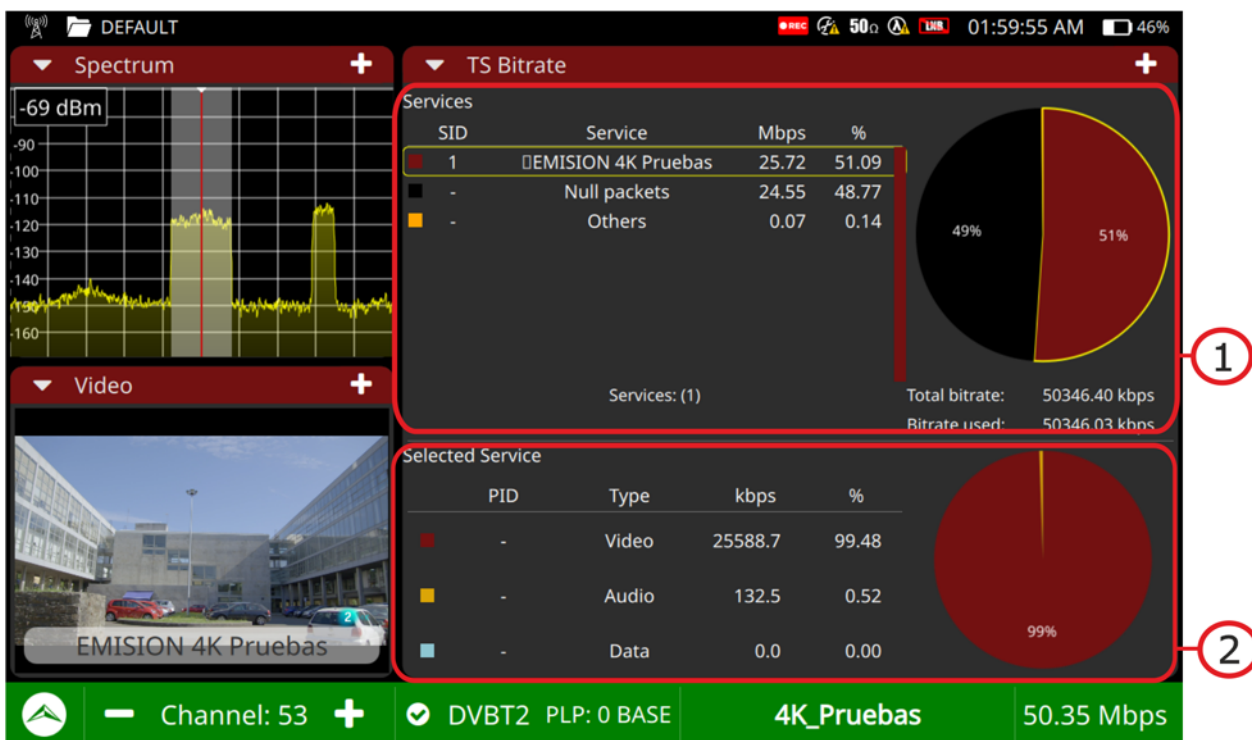 DEFAULT
REC 50Ω LNB 01:59:55 AM 46%
Spectrum
-69 dBm
-90
-100
-110
-120
-130
-140
-150
-160
Video
2
EMISION 4K Pruebas
TS Bitrate
Services
SID Service Mbps %
1 ▯EMISION 4K Pruebas 25.72 51.09
- Null packets 24.55 48.77
- Others 0.07 0.14
49% 51%
Services: (1)
Total bitrate: 50346.40 kbps
Bitrate used: 50346.03 kbps
1
Selected Service
PID Type kbps %
- Video 25588.7 99.48
- Audio 132.5 0.52
- Data 0.0 0.00
99%
2
Channel: 53 DVBT2 PLP: 0 BASE 4K_Pruebas 50.35 Mbps